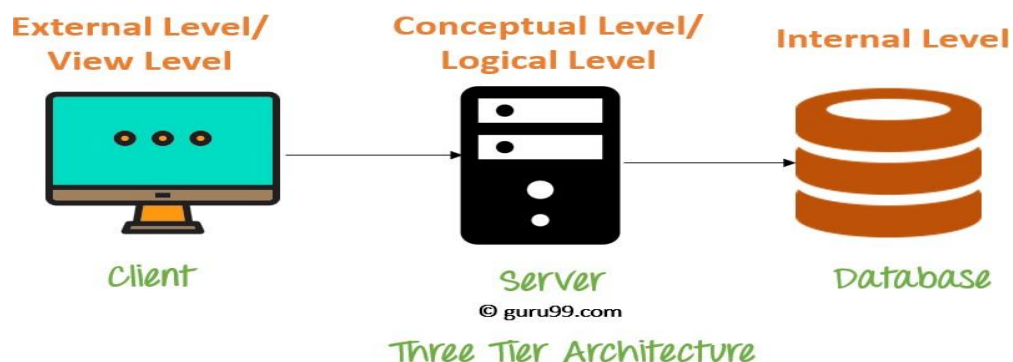 External Level/
View Level
Conceptual Level/
Logical Level
Internal Level
Client
Server
Database
© guru99.com
Three Tier Architecture